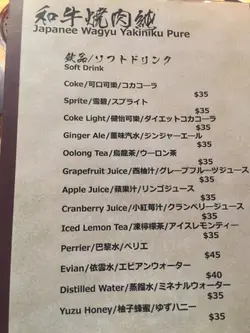 和牛燒肉純
Japanee Wagyu Yakiniku Pure
飲品/ソフトドリンク
Soft Drink
Coke/可口可樂/コカコーラ
$35
Sprite/雪碧/スプライト
$35
Coke Light/健怡可樂/ダイエットコカコーラ
$35
Ginger Ale/薑味汽水/ジンジャーエール
$35
Oolong Tea/烏龍茶/ウーロン茶
$35
Grapefruit Juice/西柚汁/グレープフルーツジュース
$35
Apple Juice/蘋果汁/リンゴジュース
$35
Cranberry Juice/小紅莓汁/クランベリージュース
$35
Iced Lemon Tea/凍檸檬茶/アイスレモンティー
$35
Perrier/巴黎水/ペリエ
$45
Evian/依雲水/エビアンウォーター
$40
Distilled Water/蒸餾水/ミネラルウォーター
$35
Yuzu Honey/柚子蜂蜜/ゆずハニー
$35